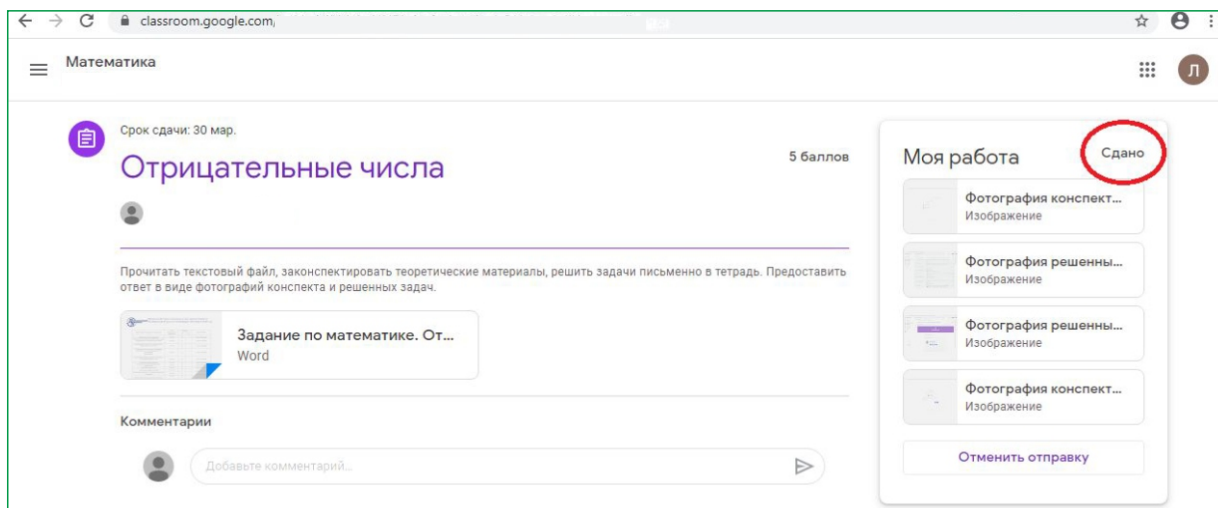 classroom.google.com
Математика
Л
Срок сдачи: 30 мар.
Отрицательные числа
5 баллов
Прочитать текстовый файл, законспектировать теоретические материалы, решить задачи письменно в тетрадь. Предоставить
ответ в виде фотографий конспекта и решенных задач.
Задание по математике. От...
Word
Комментарии
Добавьте комментарий...
Моя работа
Сдано
Фотография конспект...
Изображение
Фотография решенны...
Изображение
Фотография решенны...
Изображение
Фотография конспект...
Изображение
Отменить отправку